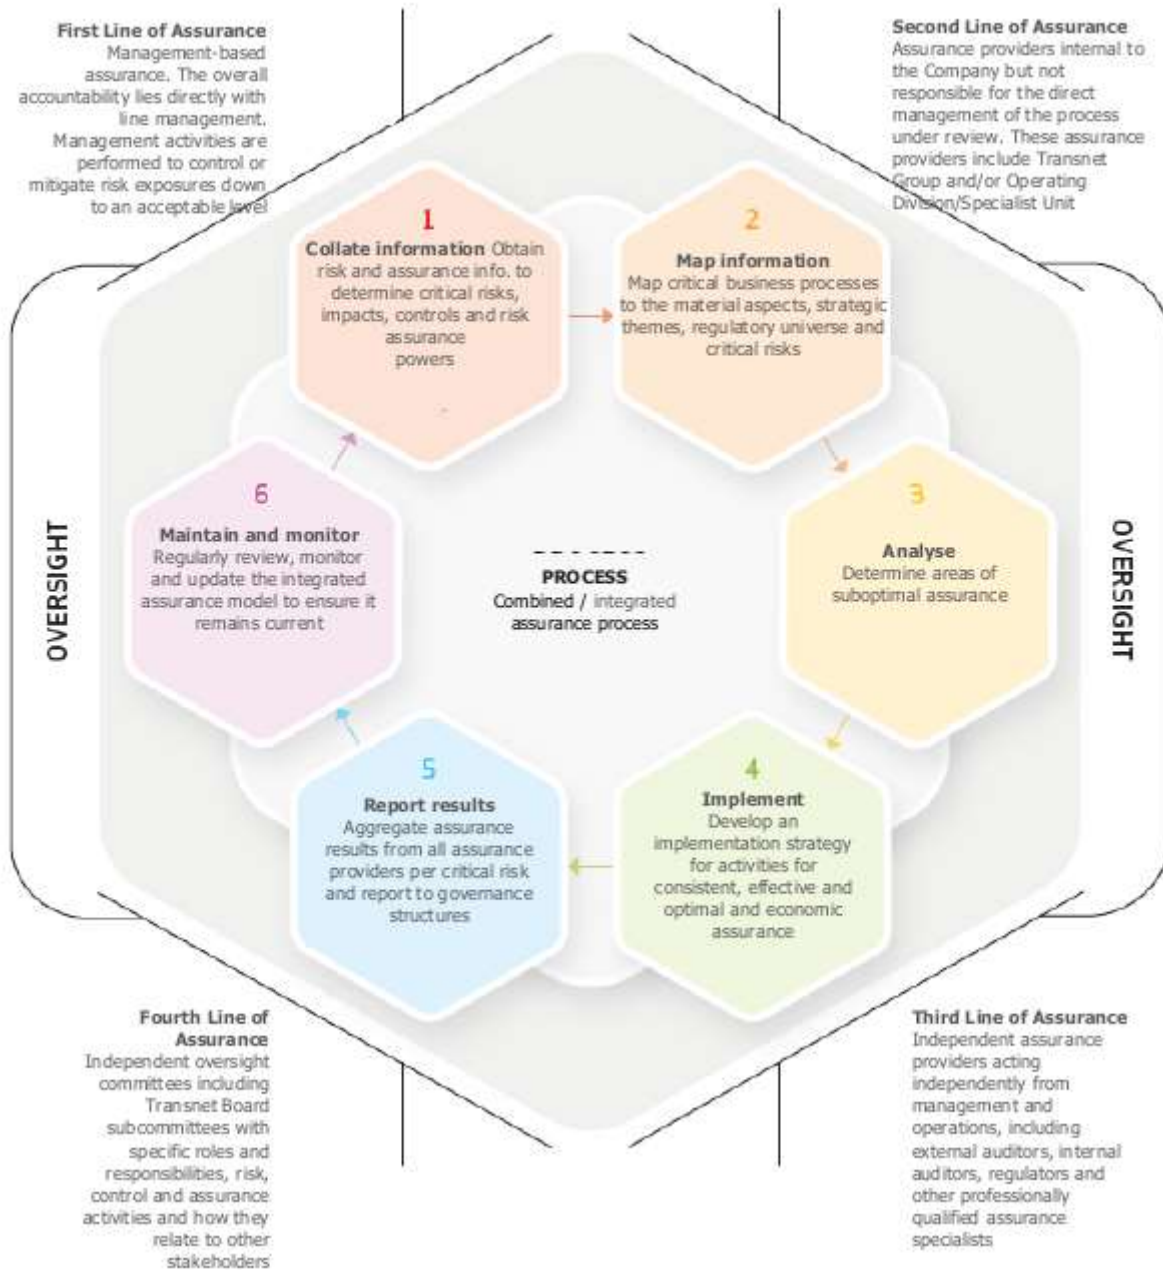 First Line of Assurance
Management-based
assurance. The overall
accountability lies directly with
line management.
Management activities are
performed to control or
mitigate risk exposures down
to an acceptable level
Second Line of Assurance
Assurance providers internal to
the Company but not
responsible for the direct
management of the process
under review. These assurance
providers include Transnet
Group and/or Operating
Division/Specialist Unit
1
Collate information Obtain
risk and assurance info. to
determine critical risks,
impacts, controls and risk
assurance
powers
2
Map information
Map critical business processes
to the material aspects, strategic
themes, regulatory universe and
critical risks
3
Analyse
Determine areas of
suboptimal assurance
4
Implement
Develop an
implementation strategy
for activities for
consistent, effective and
optimal and economic
assurance
5
Report results
Aggregate assurance
results from all assurance
providers per critical risk
and report to governance
structures
6
Maintain and monitor
Regularly review, monitor
and update the integrated
assurance model to ensure it
remains current
PROCESS
Combined / integrated
assurance process
OVERSIGHT
OVERSIGHT
Fourth Line of
Assurance
Independent oversight
committees including
Transnet Board
subcommittees with
specific roles and
responsibilities, risk,
control and assurance
activities and how they
relate to other
stakeholders
Third Line of Assurance
Independent assurance
providers acting
independently from
management and
operations, including
external auditors, internal
auditors, regulators and
other professionally
qualified assurance
specialists